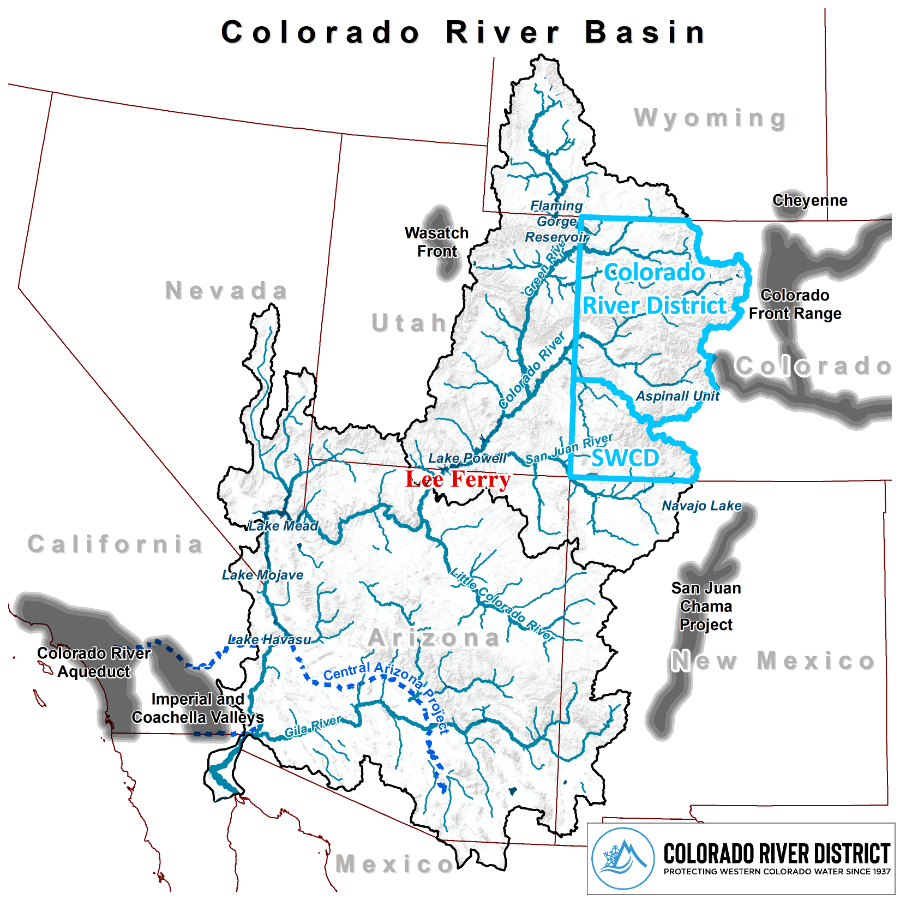 Colorado River Basin
Wyoming
Cheyenne
Flaming
Gorge
Reservoir
Wasatch
Front
Green River
Colorado
River District
Colorado
Front Range
Nevada
Utah
Colorado River
Colorado
Aspinall Unit
San Juan River
Lake Powell
SWCD
Lee Ferry
Navajo Lake
Lake Mead
California
Lake Mojave
Little Colorado River
San Juan
Chama
Project
Lake Havasu
Arizona
Colorado River
Aqueduct
New Mexico
Central Arizona Project
Imperial and
Coachella Valleys
Gila River
Mexico
COLORADO RIVER DISTRICT
PROTECTING WESTERN COLORADO WATER SINCE 1937